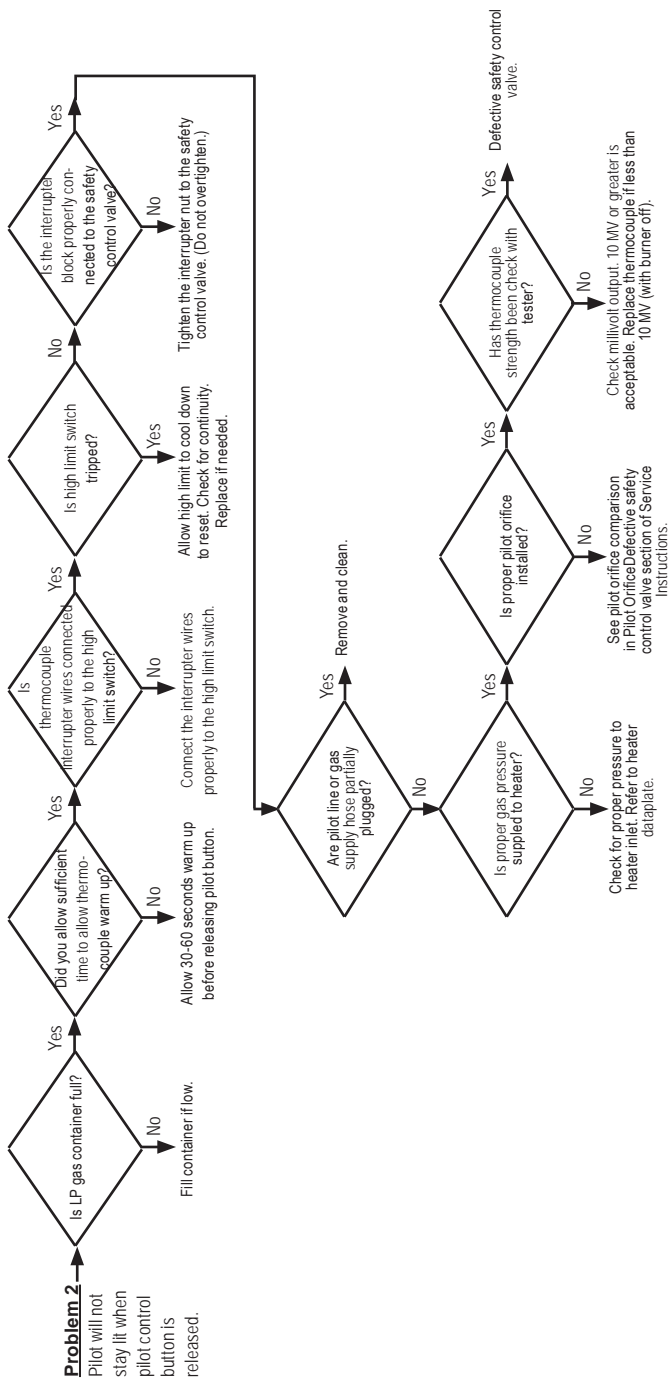 Problem 2
Pilot will not
stay lit when
pilot control
button is
released.
Is LP gas container full?
Yes
No
Fill container if low.
Did you allow sufficient
time to allow thermo-
couple warm up?
Yes
No
Allow 30-60 seconds warm up
before releasing pilot button.
Is
thermocouple
interrupter wires connected
properly to the high
limit switch?
Yes
No
Connect the interrupter wires
properly to the high limit switch.
Is high limit switch
tripped?
No
Yes
Allow high limit to cool down
to reset. Check for continuity.
Replace if needed.
Is the interrupter
block properly con-
nected to the safety
control valve?
Yes
No
Tighten the interrupter nut to the safety
control valve. (Do not overtighten.)
Are pilot line or gas
supply hose partially
plugged?
Yes
Remove and clean.
No
Is proper gas pressure
suppled to heater?
Yes
No
Check for proper pressure to
heater inlet. Refer to heater
dataplate.
Is proper pilot orifice
installed?
Yes
No
See pilot orifice comparison
in Pilot OrificeDefective safety
control valve section of Service
Instructions.
Has thermocouple
strength been check with
tester?
Yes
Defective safety control
valve.
No
Check millivolt output. 10 MV or greater is
acceptable. Replace thermocouple if less than
10 MV (with burner off).